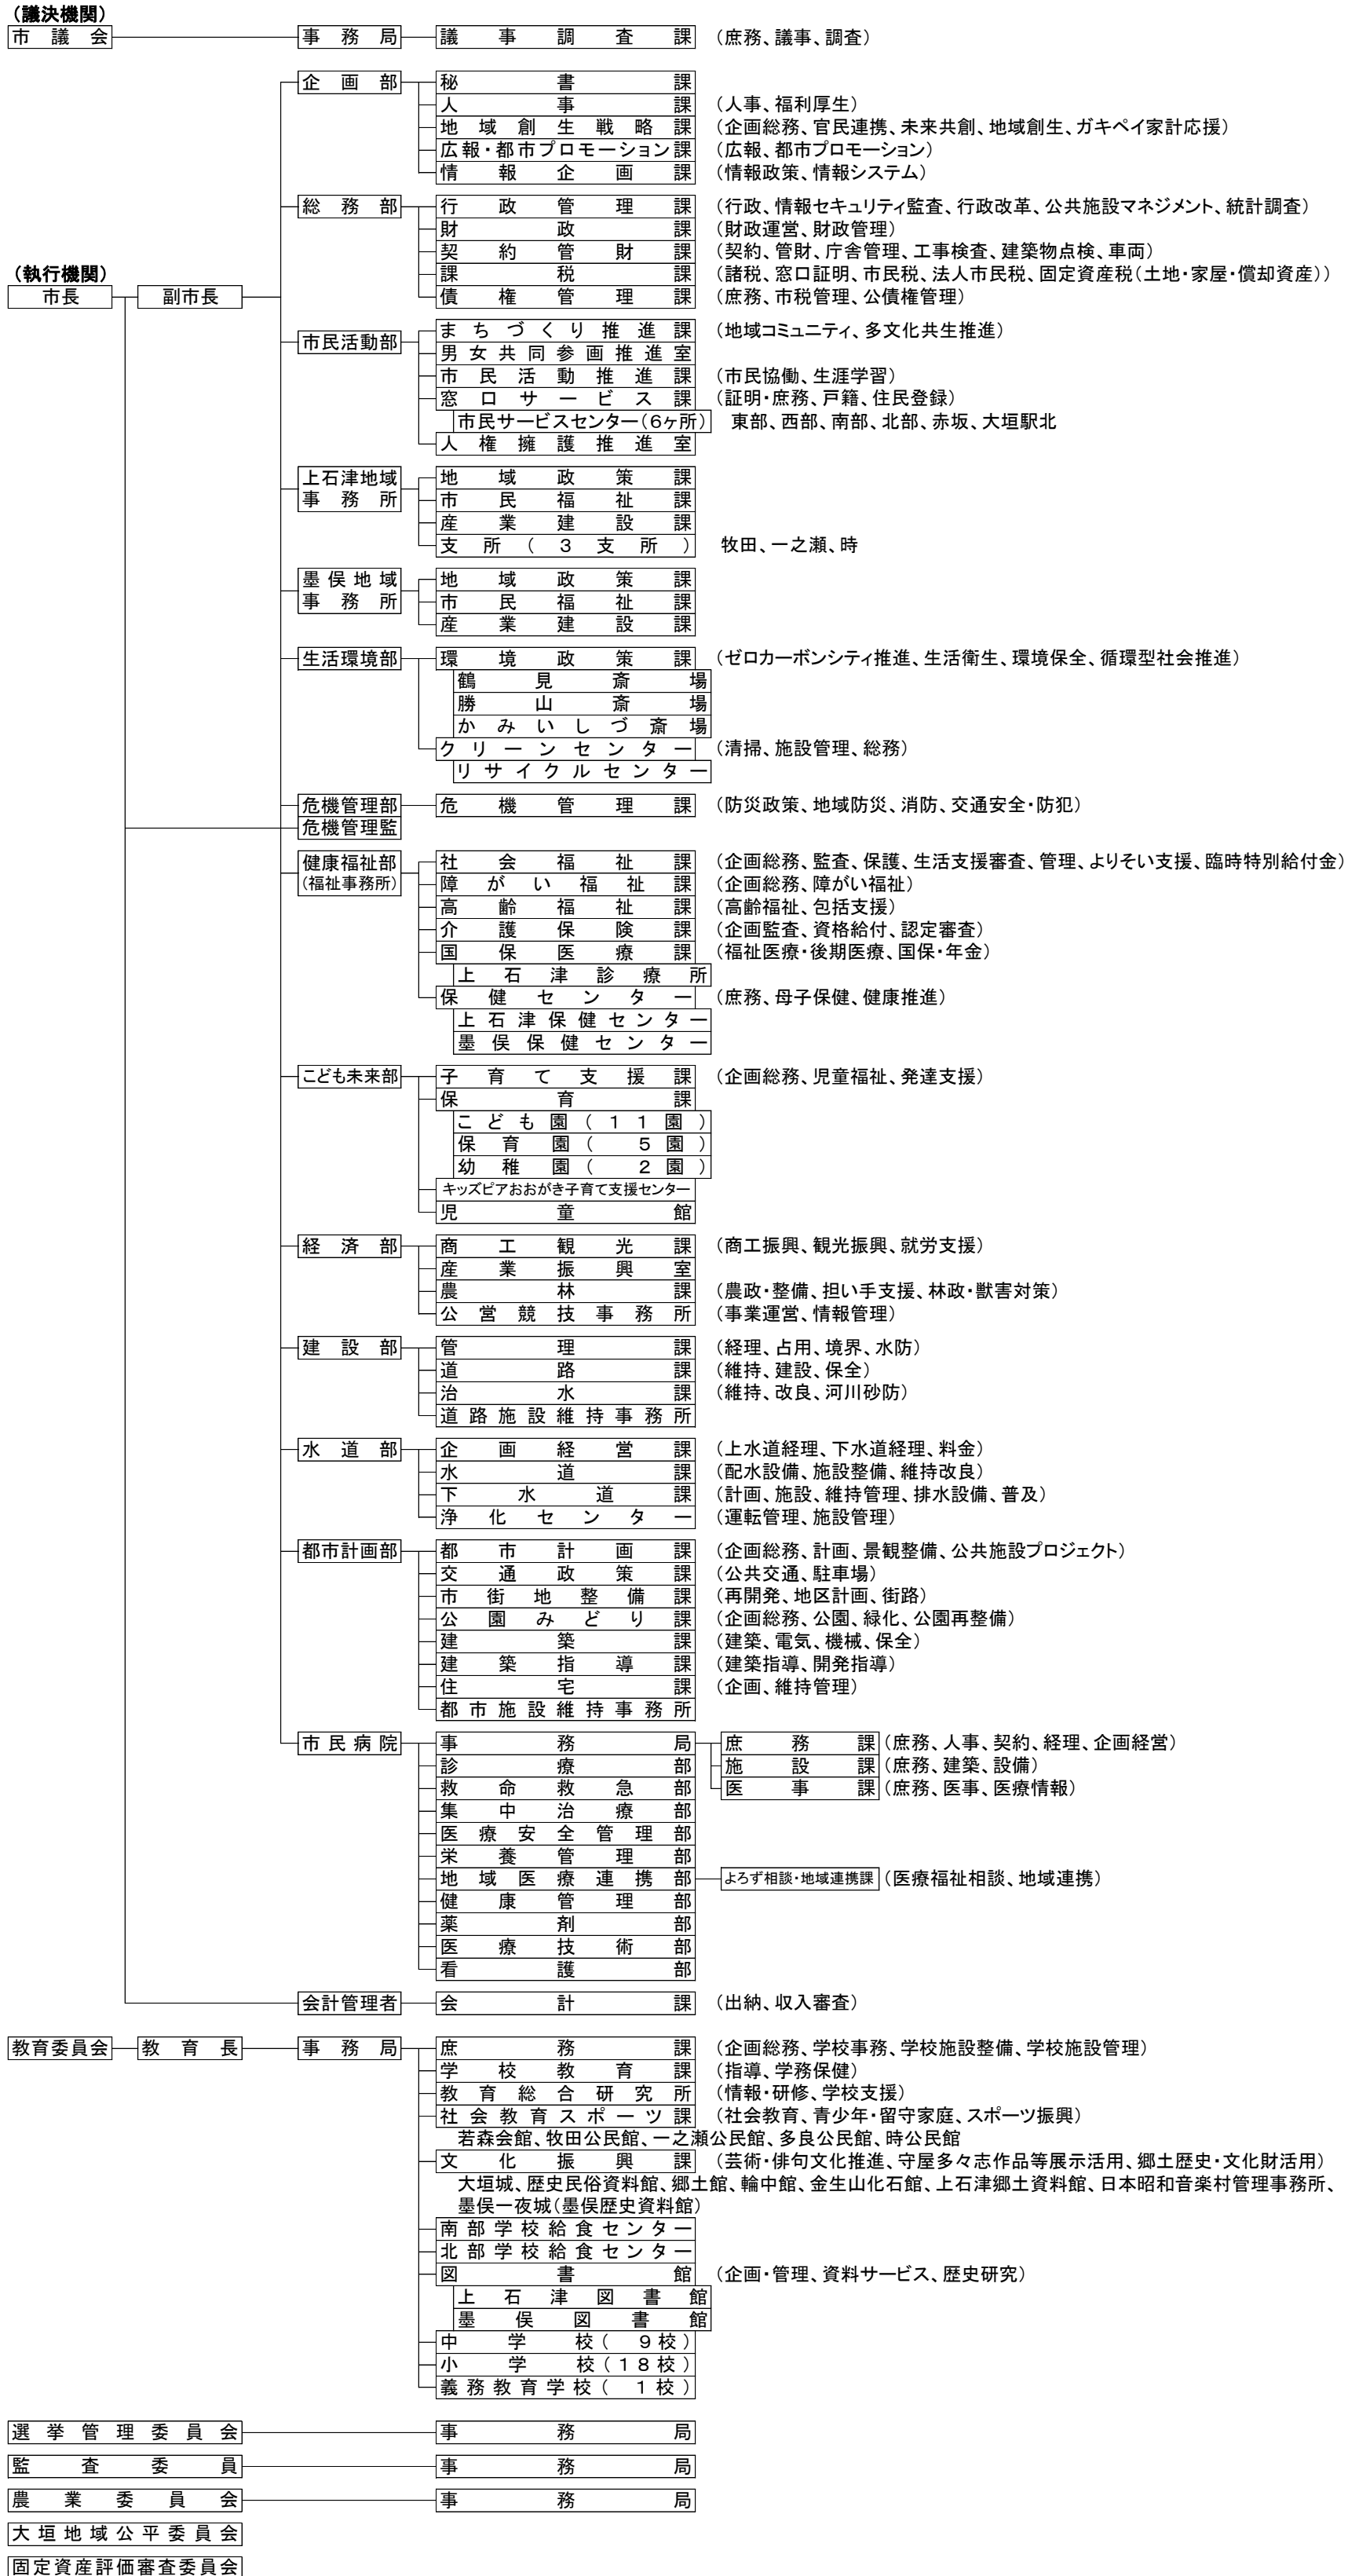 （議決機関）
市議会 事務局 議事調査課 （庶務、議事、調査）
企画部 秘書課
人事課 （人事、福利厚生）
地域創生戦略課 （企画総務、官民連携、未来共創、地域創生、ガキペイ家計応援）
広報・都市プロモーション課 （広報、都市プロモーション）
情報企画課 （情報政策、情報システム）
総務部 行政管理課 （行政、情報セキュリティ監査、行政改革、公共施設マネジメント、統計調査）
財政課 （財政運営、財政管理）
契約管財課 （契約、管財、庁舎管理、工事検査、建築物点検、車両）
（執行機関） 課税課 （諸税、窓口証明、市民税、法人市民税、固定資産税（土地・家屋・償却資産））
市長 副市長 債権管理課 （庶務、市税管理、公債権管理）
市民活動部 まちづくり推進課 （地域コミュニティ、多文化共生推進）
男女共同参画推進室
市民活動推進課 （市民協働、生涯学習）
窓口サービス課 （証明・庶務、戸籍、住民登録）
市民サービスセンター（6ヶ所） 東部、西部、南部、北部、赤坂、大垣駅北
人権擁護推進室
上石津地域事務所 地域政策課
市民福祉課
産業建設課
支所（3支所） 牧田、一之瀬、時
墨俣地域事務所 地域政策課
市民福祉課
産業建設課
生活環境部 環境政策課 （ゼロカーボンシティ推進、生活衛生、環境保全、循環型社会推進）
鶴見斎場
勝山斎場
かみいしづ斎場
クリーンセンター （清掃、施設管理、総務）
リサイクルセンター
危機管理部 危機管理課 （防災政策、地域防災、消防、交通安全・防犯）
危機管理監
健康福祉部（福祉事務所） 社会福祉課 （企画総務、監査、保護、生活支援審査、管理、よりそい支援、臨時特別給付金）
障がい福祉課 （企画総務、障がい福祉）
高齢福祉課 （高齢福祉、包括支援）
介護保険課 （企画監査、資格給付、認定審査）
国保医療課 （福祉医療・後期医療、国保・年金）
上石津診療所
保健センター （庶務、母子保健、健康推進）
上石津保健センター
墨俣保健センター
こども未来部 子育て支援課 （企画総務、児童福祉、発達支援）
保育課
こども園（11園）
保育園（ 5園）
幼稚園（ 2園）
キッズピアおおがき子育て支援センター
児童館
経済部 商工観光課 （商工振興、観光振興、就労支援）
産業振興室
農林課 （農政・整備、担い手支援、林政・獣害対策）
公営競技事務所 （事業運営、情報管理）
建設部 管理課 （経理、占用、境界、水防）
道路課 （維持、建設、保全）
治水課 （維持、改良、河川砂防）
道路施設維持事務所
水道部 企画経営課 （上水道経理、下水道経理、料金）
水道課 （配水設備、施設整備、維持改良）
下水道課 （計画、施設、維持管理、排水設備、普及）
浄化センター （運転管理、施設管理）
都市計画部 都市計画課 （企画総務、計画、景観整備、公共施設プロジェクト）
交通政策課 （公共交通、駐車場）
市街地整備課 （再開発、地区計画、街路）
公園みどり課 （企画総務、公園、緑化、公園再整備）
建築課 （建築、電気、機械、保全）
建築指導課 （建築指導、開発指導）
住宅課 （企画、維持管理）
都市施設維持事務所
市民病院 事務局 庶務課 （庶務、人事、契約、経理、企画経営）
診療部 施設課 （庶務、建築、設備）
救命救急部 医事課 （庶務、医事、医療情報）
集中治療部
医療安全管理部
栄養管理部
地域医療連携部 よろず相談・地域連携課 （医療福祉相談、地域連携）
健康管理部
薬剤部
医療技術部
看護部
会計管理者 会計課 （出納、収入審査）
教育委員会 教育長 事務局 庶務課 （企画総務、学校事務、学校施設整備、学校施設管理）
学校教育課 （指導、学務保健）
教育総合研究所 （情報・研修、学校支援）
社会教育スポーツ課 （社会教育、青少年・留守家庭、スポーツ振興）
若森会館、牧田公民館、一之瀬公民館、多良公民館、時公民館
文化振興課 （芸術・俳句文化推進、守屋多々志作品等展示活用、郷土歴史・文化財活用）
大垣城、歴史民俗資料館、郷土館、輪中館、金生山化石館、上石津郷土資料館、日本昭和音楽村管理事務所、
墨俣一夜城（墨俣歴史資料館）
南部学校給食センター
北部学校給食センター
図書館 （企画・管理、資料サービス、歴史研究）
上石津図書館
墨俣図書館
中学校（ 9校）
小学校（18校）
義務教育学校（ 1校）
選挙管理委員会 事務局
監査委員 事務局
農業委員会 事務局
大垣地域公平委員会
固定資産評価審査委員会